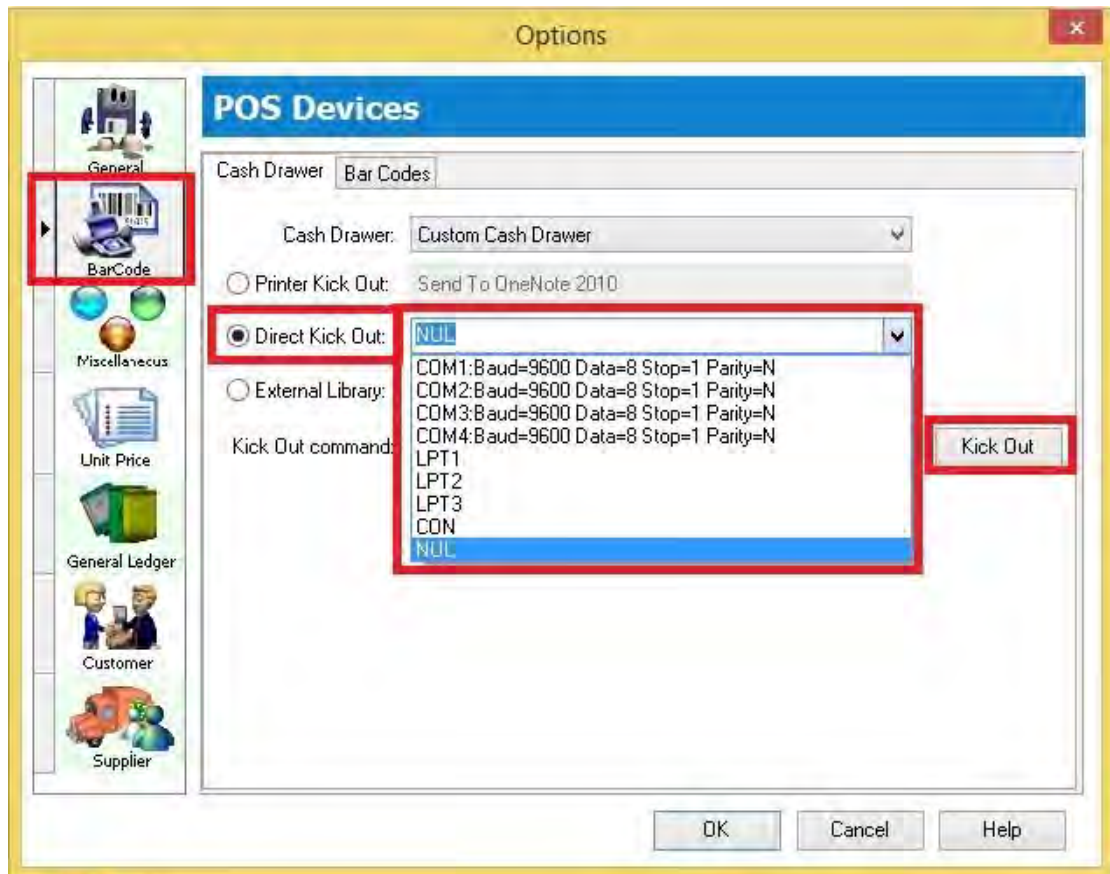 Options
POS Devices
General
BarCode
Miscellaneous
Unit Price
General Ledger
Customer
Supplier
Cash Drawer Bar Codes
Cash Drawer: Custom Cash Drawer
Printer Kick Out: Send To OneNote 2010
Direct Kick Out: NUL
External Library:
Kick Out command:
COM1:Baud=9600 Data=8 Stop=1 Parity=N
COM2:Baud=9600 Data=8 Stop=1 Parity=N
COM3:Baud=9600 Data=8 Stop=1 Parity=N
COM4:Baud=9600 Data=8 Stop=1 Parity=N
LPT1
LPT2
LPT3
CON
NUL
Kick Out
OK Cancel Help